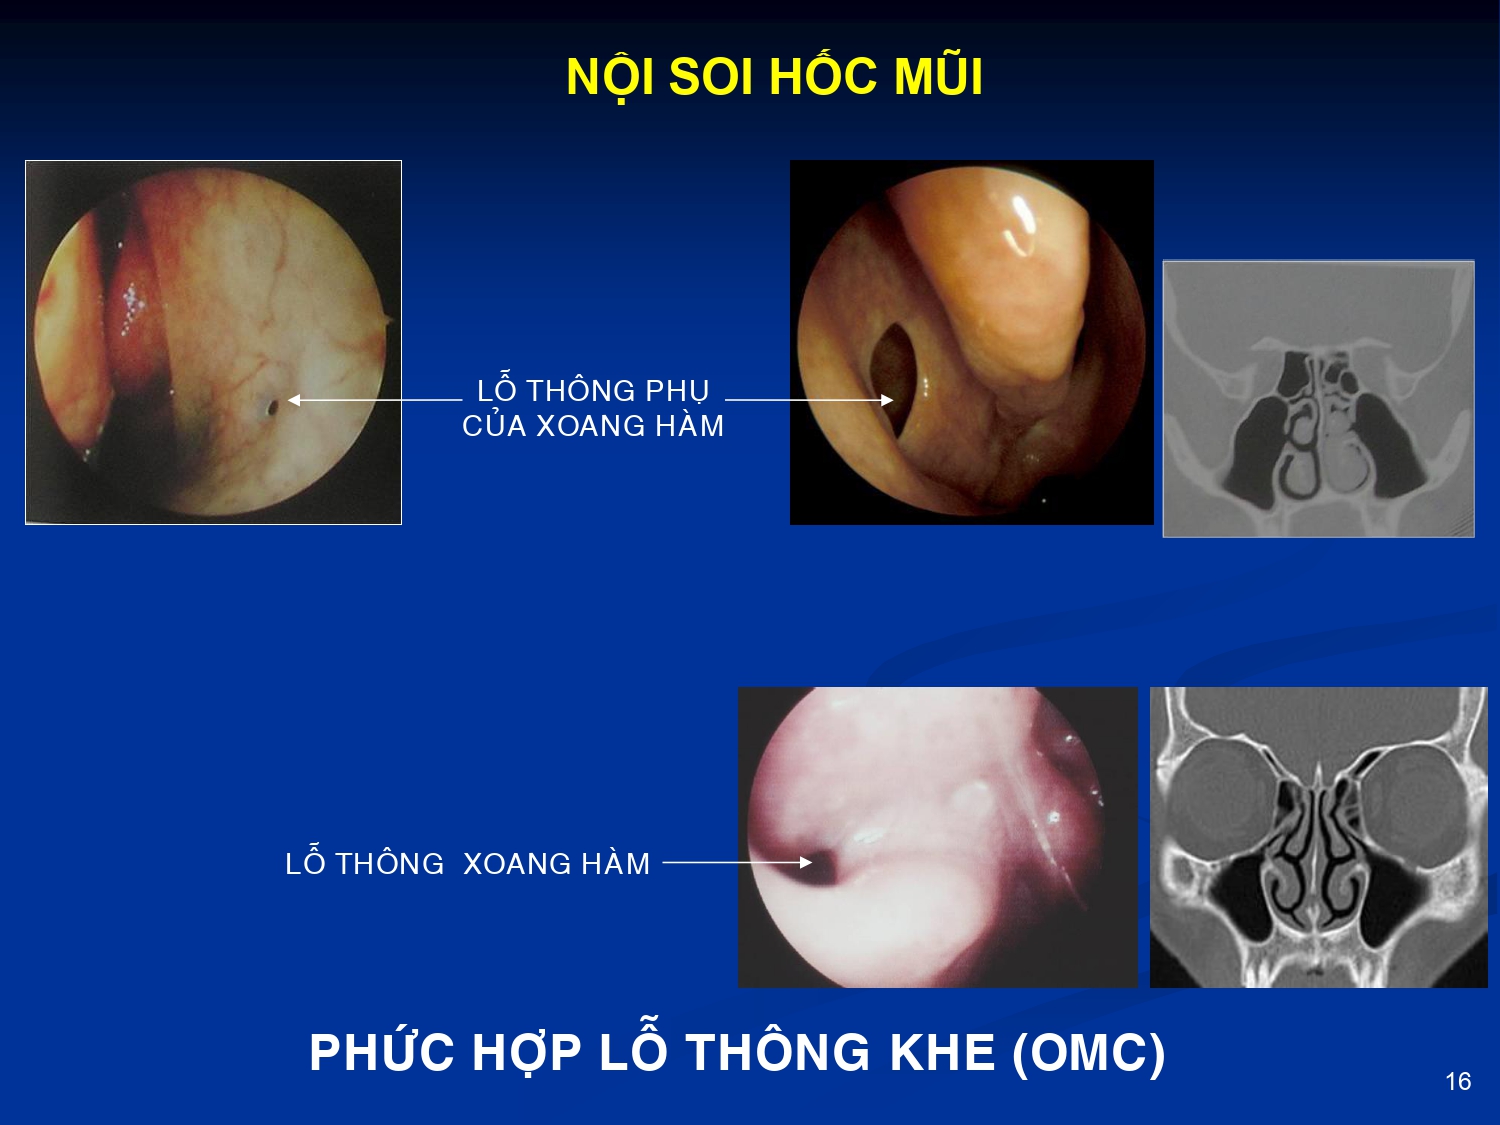 NỘI SOI HỐC MŨI
LỖ THÔNG PHỤ
CỦA XOANG HÀM
LỖ THÔNG XOANG HÀM
PHỨC HỢP LỖ THÔNG KHE (OMC)
16